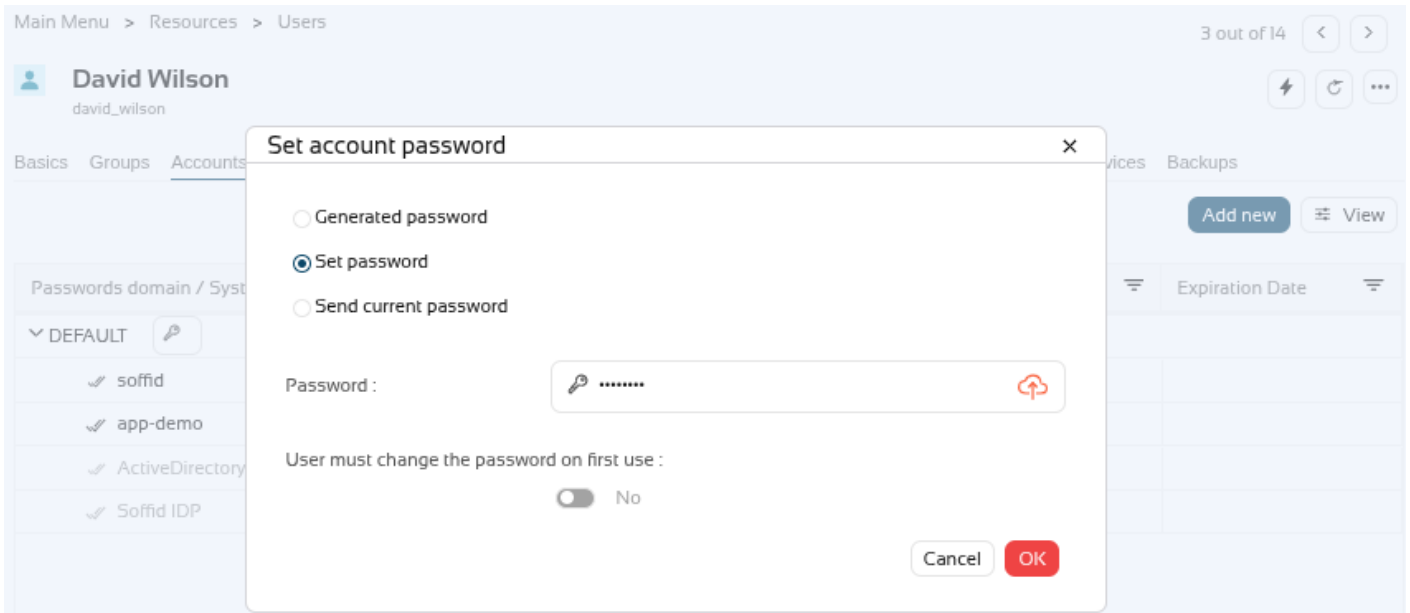 Main Menu > Resources > Users
3 out of 14
David Wilson
david_wilson
Set account password
Basics Groups Accounts
Backups
Generated password
Add new View
Set password
Passwords domain /
Expiration Date
Send current password
DEFAULT
soffid
Password : ••••••••
app-demo
User must change the password on first use :
ActiveDirectory
No
Soffid IDP
Cancel OK